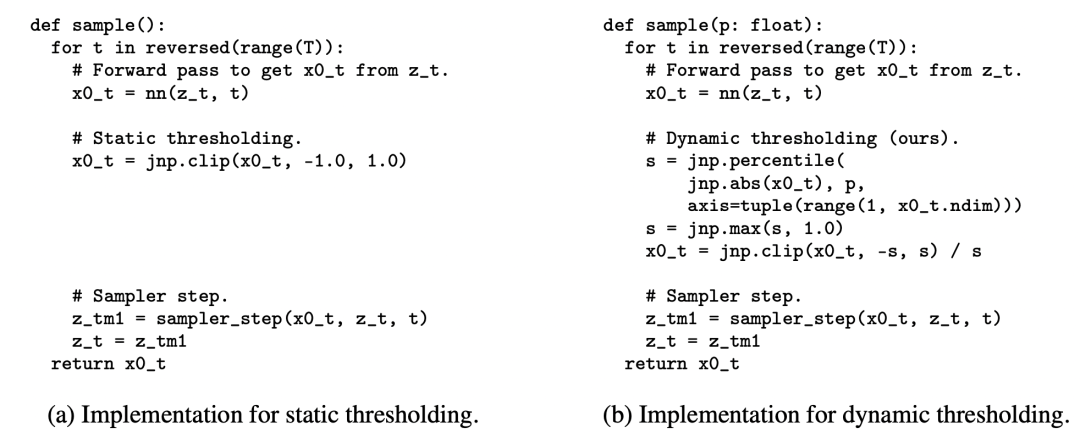 def sample():
  for t in reversed(range(T)):
    # Forward pass to get x0_t from z_t.
    x0_t = nn(z_t, t)

    # Static thresholding.
    x0_t = jnp.clip(x0_t, -1.0, 1.0)

    # Sampler step.
    z_tm1 = sampler_step(x0_t, z_t, t)
    z_t = z_tm1
  return x0_t
(a) Implementation for static thresholding.

def sample(p: float):
  for t in reversed(range(T)):
    # Forward pass to get x0_t from z_t.
    x0_t = nn(z_t, t)

    # Dynamic thresholding (ours).
    s = jnp.percentile(
        jnp.abs(x0_t), p,
        axis=tuple(range(1, x0_t.ndim)))
    s = jnp.max(s, 1.0)
    x0_t = jnp.clip(x0_t, -s, s) / s

    # Sampler step.
    z_tm1 = sampler_step(x0_t, z_t, t)
    z_t = z_tm1
  return x0_t
(b) Implementation for dynamic thresholding.